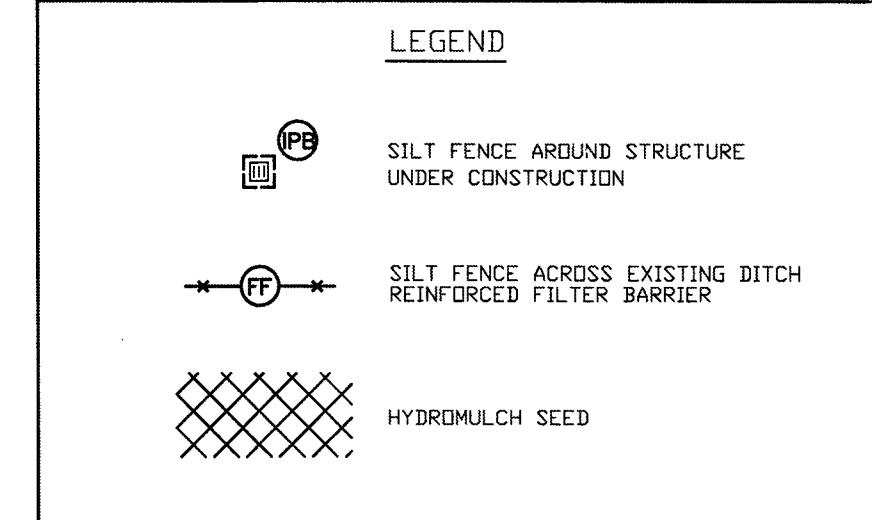 LEGEND
IPB
SILT FENCE AROUND STRUCTURE
UNDER CONSTRUCTION
FF
SILT FENCE ACROSS EXISTING DITCH
REINFORCED FILTER BARRIER
HYDROMULCH SEED